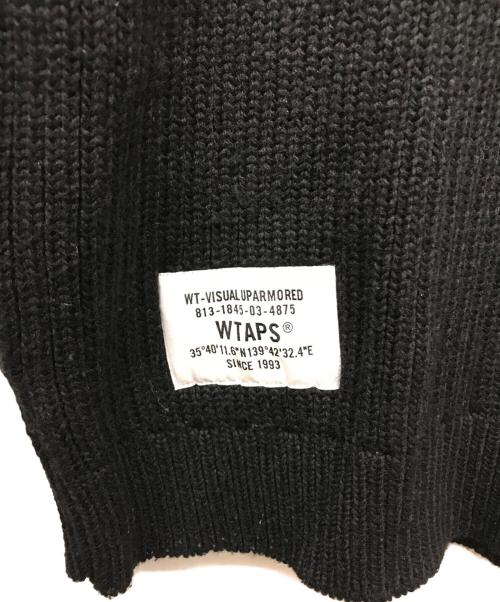 WT-VISUALUPARMORED
813-1845-03-4875
WTAPS®
35°40'11.6"N139°42'32.4"E
SINCE 1993